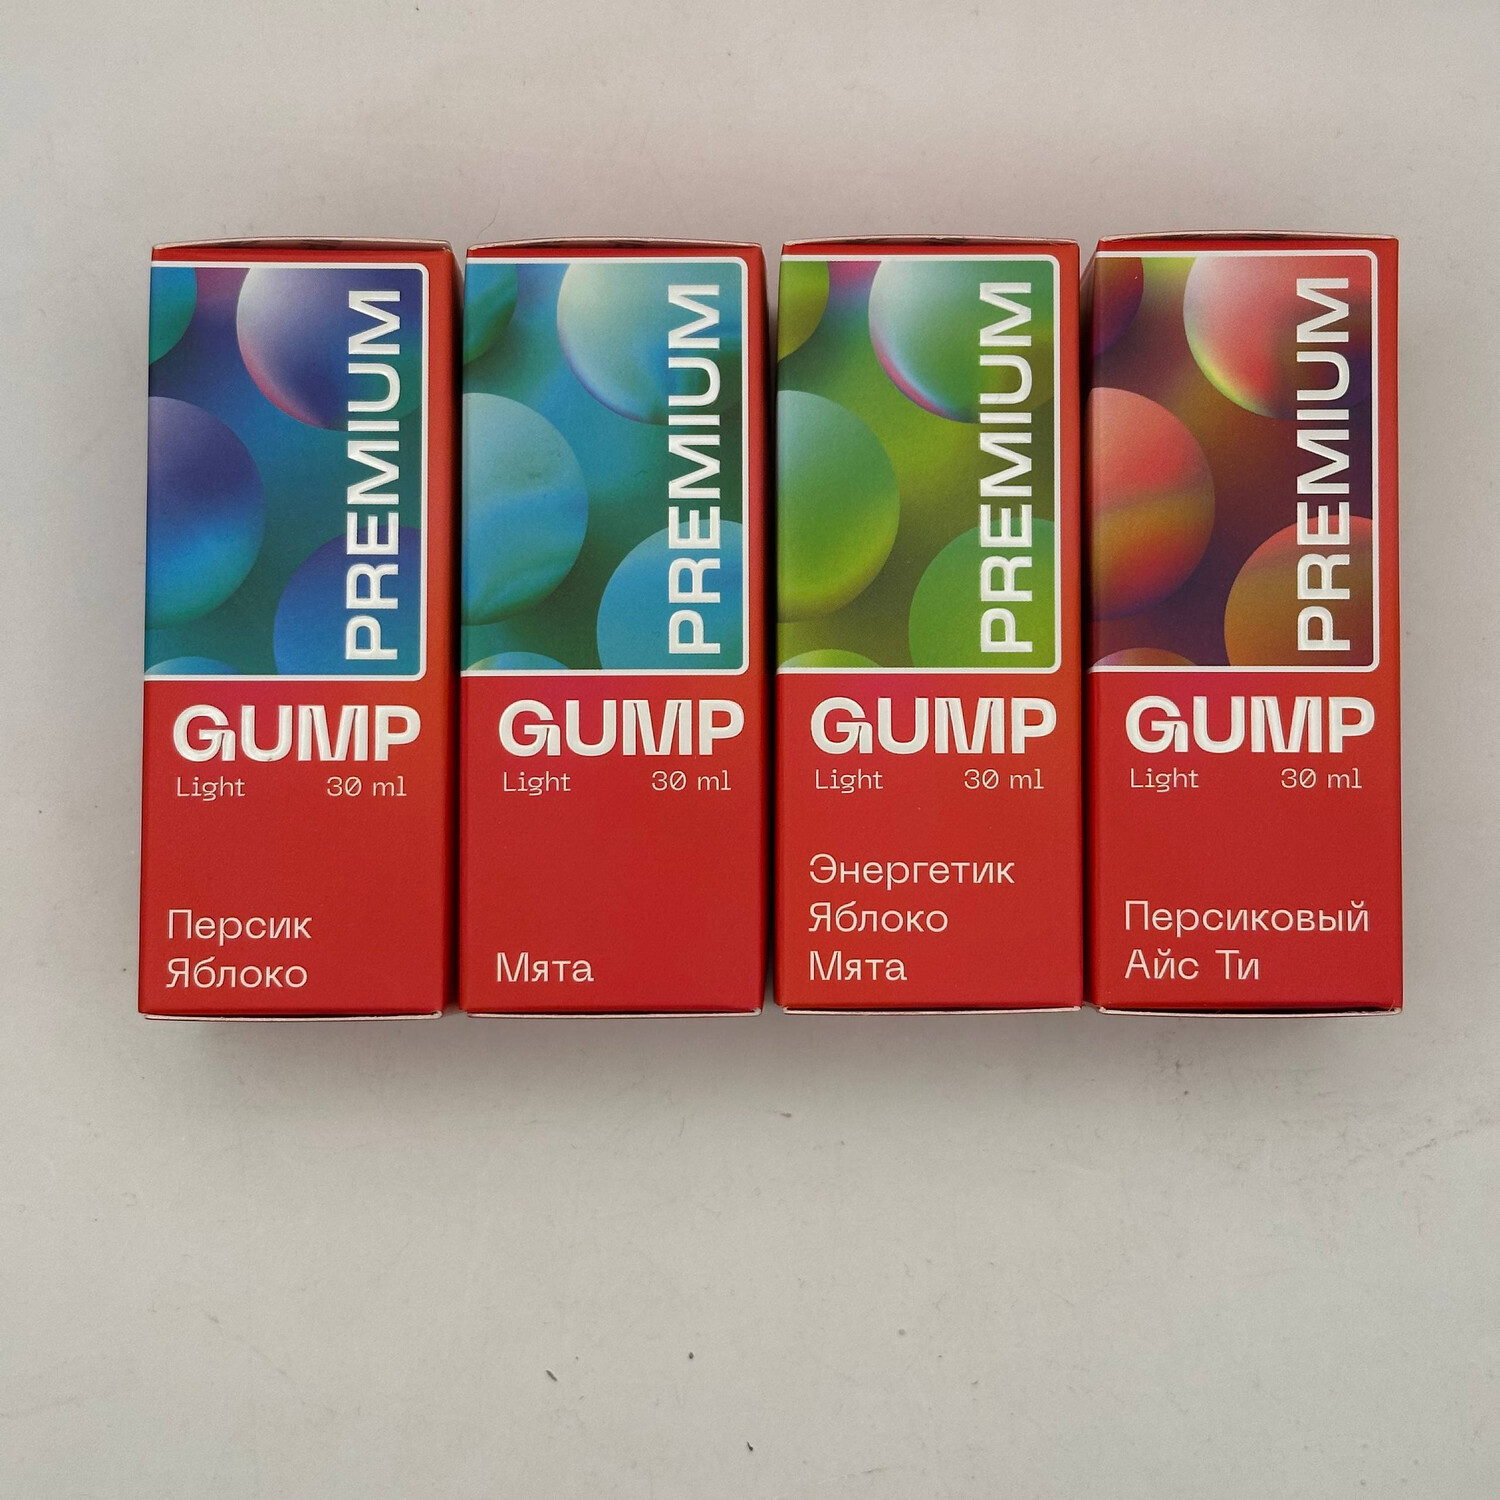 PREMIUM
GUMP
Light 30 ml
Персик
Яблоко
PREMIUM
GUMP
Light 30 ml
Мята
PREMIUM
GUMP
Light 30 ml
Энергетик
Яблоко
Мята
PREMIUM
GUMP
Light 30 ml
Персиковый
Айс Ти